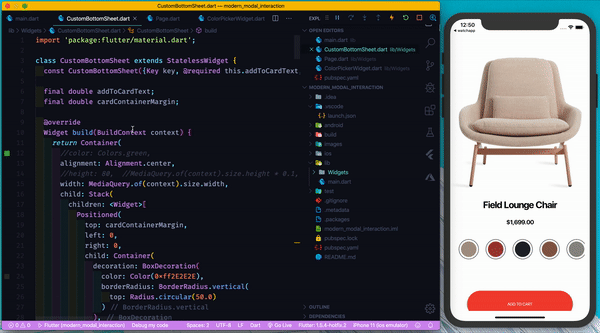 CustomBottomSheet.dart — modern_modal_interaction
main.dart
CustomBottomSheet.dart
Page.dart
ColorPickerWidget.dart
lib > Widgets > CustomBottomSheet.dart > CustomBottomSheet > build
import 'package:flutter/material.dart';
class CustomBottomSheet extends StatelessWidget {
const CustomBottomSheet({Key key, @required this.addToCardText
final double addToCardText;
final double cardContainerMargin;
@override
Widget build(BuildContext context) {
return Container(
//color: Colors.green,
alignment: Alignment.center,
//height: 80, //MediaQuery.of(context).size.height * 0.1,
width: MediaQuery.of(context).size.width,
child: Stack(
children: <Widget>[
Positioned(
top: cardContainerMargin,
left: 0,
right: 0,
child: Container(
decoration: BoxDecoration(
color: Color(0xff2E2E2E),
borderRadius: BorderRadius.vertical(
top: Radius.circular(50.0)
) // BorderRadius.vertical
), // BoxDecoration
EXPL
OPEN EDITORS
main.dart lib
CustomBottomSheet.dart lib/Widgets
Page.dart lib/Widgets
ColorPickerWidget.dart lib/Widgets
pubspec.yaml
MODERN_MODAL_INTERACTION
.idea
.vscode
launch.json
android
build
images
ios
lib
Widgets
main.dart
test
.gitignore
.metadata
.packages
modern_modal_interaction.iml
pubspec.lock
pubspec.yaml
README.md
OUTLINE
DEPENDENCIES
Flutter (modern_modal_interaction)
Debug my code
Spaces: 2
UTF-8
LF
Dart
Go Live
Flutter: 1.5.4-hotfix.2
iPhone 11 (ios Emulator)
12:50
watchapp
Field Lounge Chair
$1,699.00
ADD TO CART